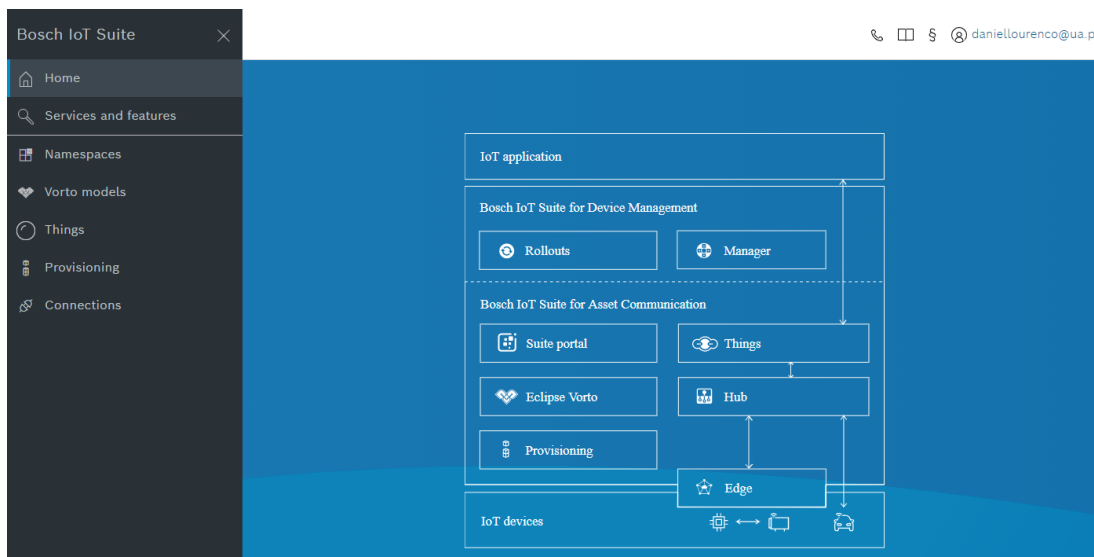 Bosch IoT Suite
§ daniellourenco@ua.p
Home
Services and features
Namespaces
Vorto models
Things
Provisioning
Connections
IoT application
Bosch IoT Suite for Device Management
Rollouts
Manager
Bosch IoT Suite for Asset Communication
Suite portal
Things
Eclipse Vorto
Hub
Provisioning
Edge
IoT devices